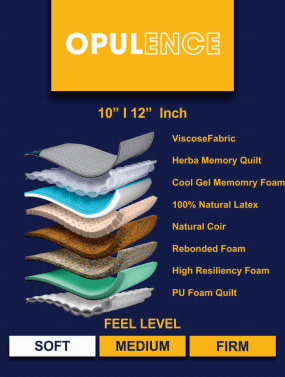 OPULENCE
10” I 12” Inch
ViscoseFabric
Herba Memory Quilt
Cool Gel Memomry Foam
100% Natural Latex
Natural Coir
Rebonded Foam
High Resiliency Foam
PU Foam Quilt
FEEL LEVEL
SOFT MEDIUM FIRM